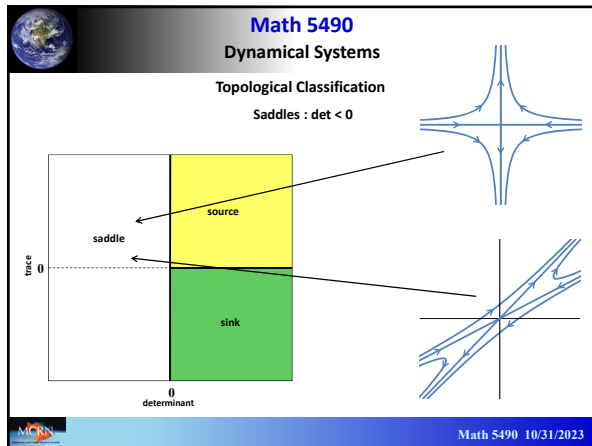 Math 5490
Dynamical Systems
Topological Classification
Saddles : det < 0
source
saddle
trace
0
sink
0
determinant
MCRN
Math 5490 10/31/2023